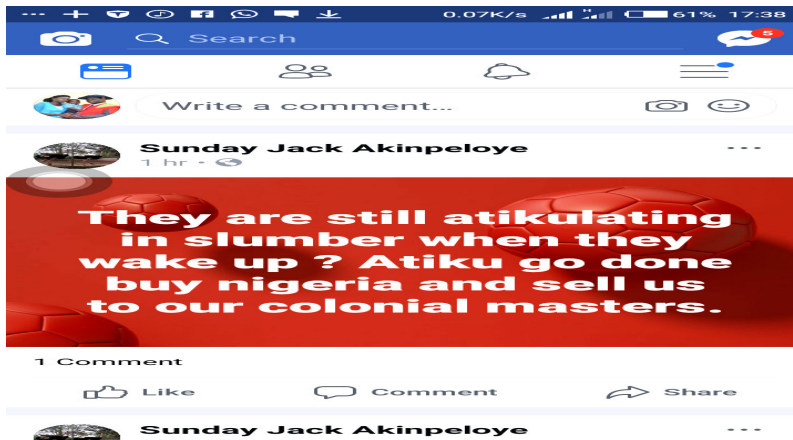 0.07K/s 61% 17:38
Search
5
Write a comment...
Sunday Jack Akinpeloye
1 hr
They are still atikulating
in slumber when they
wake up ? Atiku go done
buy nigeria and sell us
to our colonial masters.
1 Comment
Like Comment Share
Sunday Jack Akinpeloye